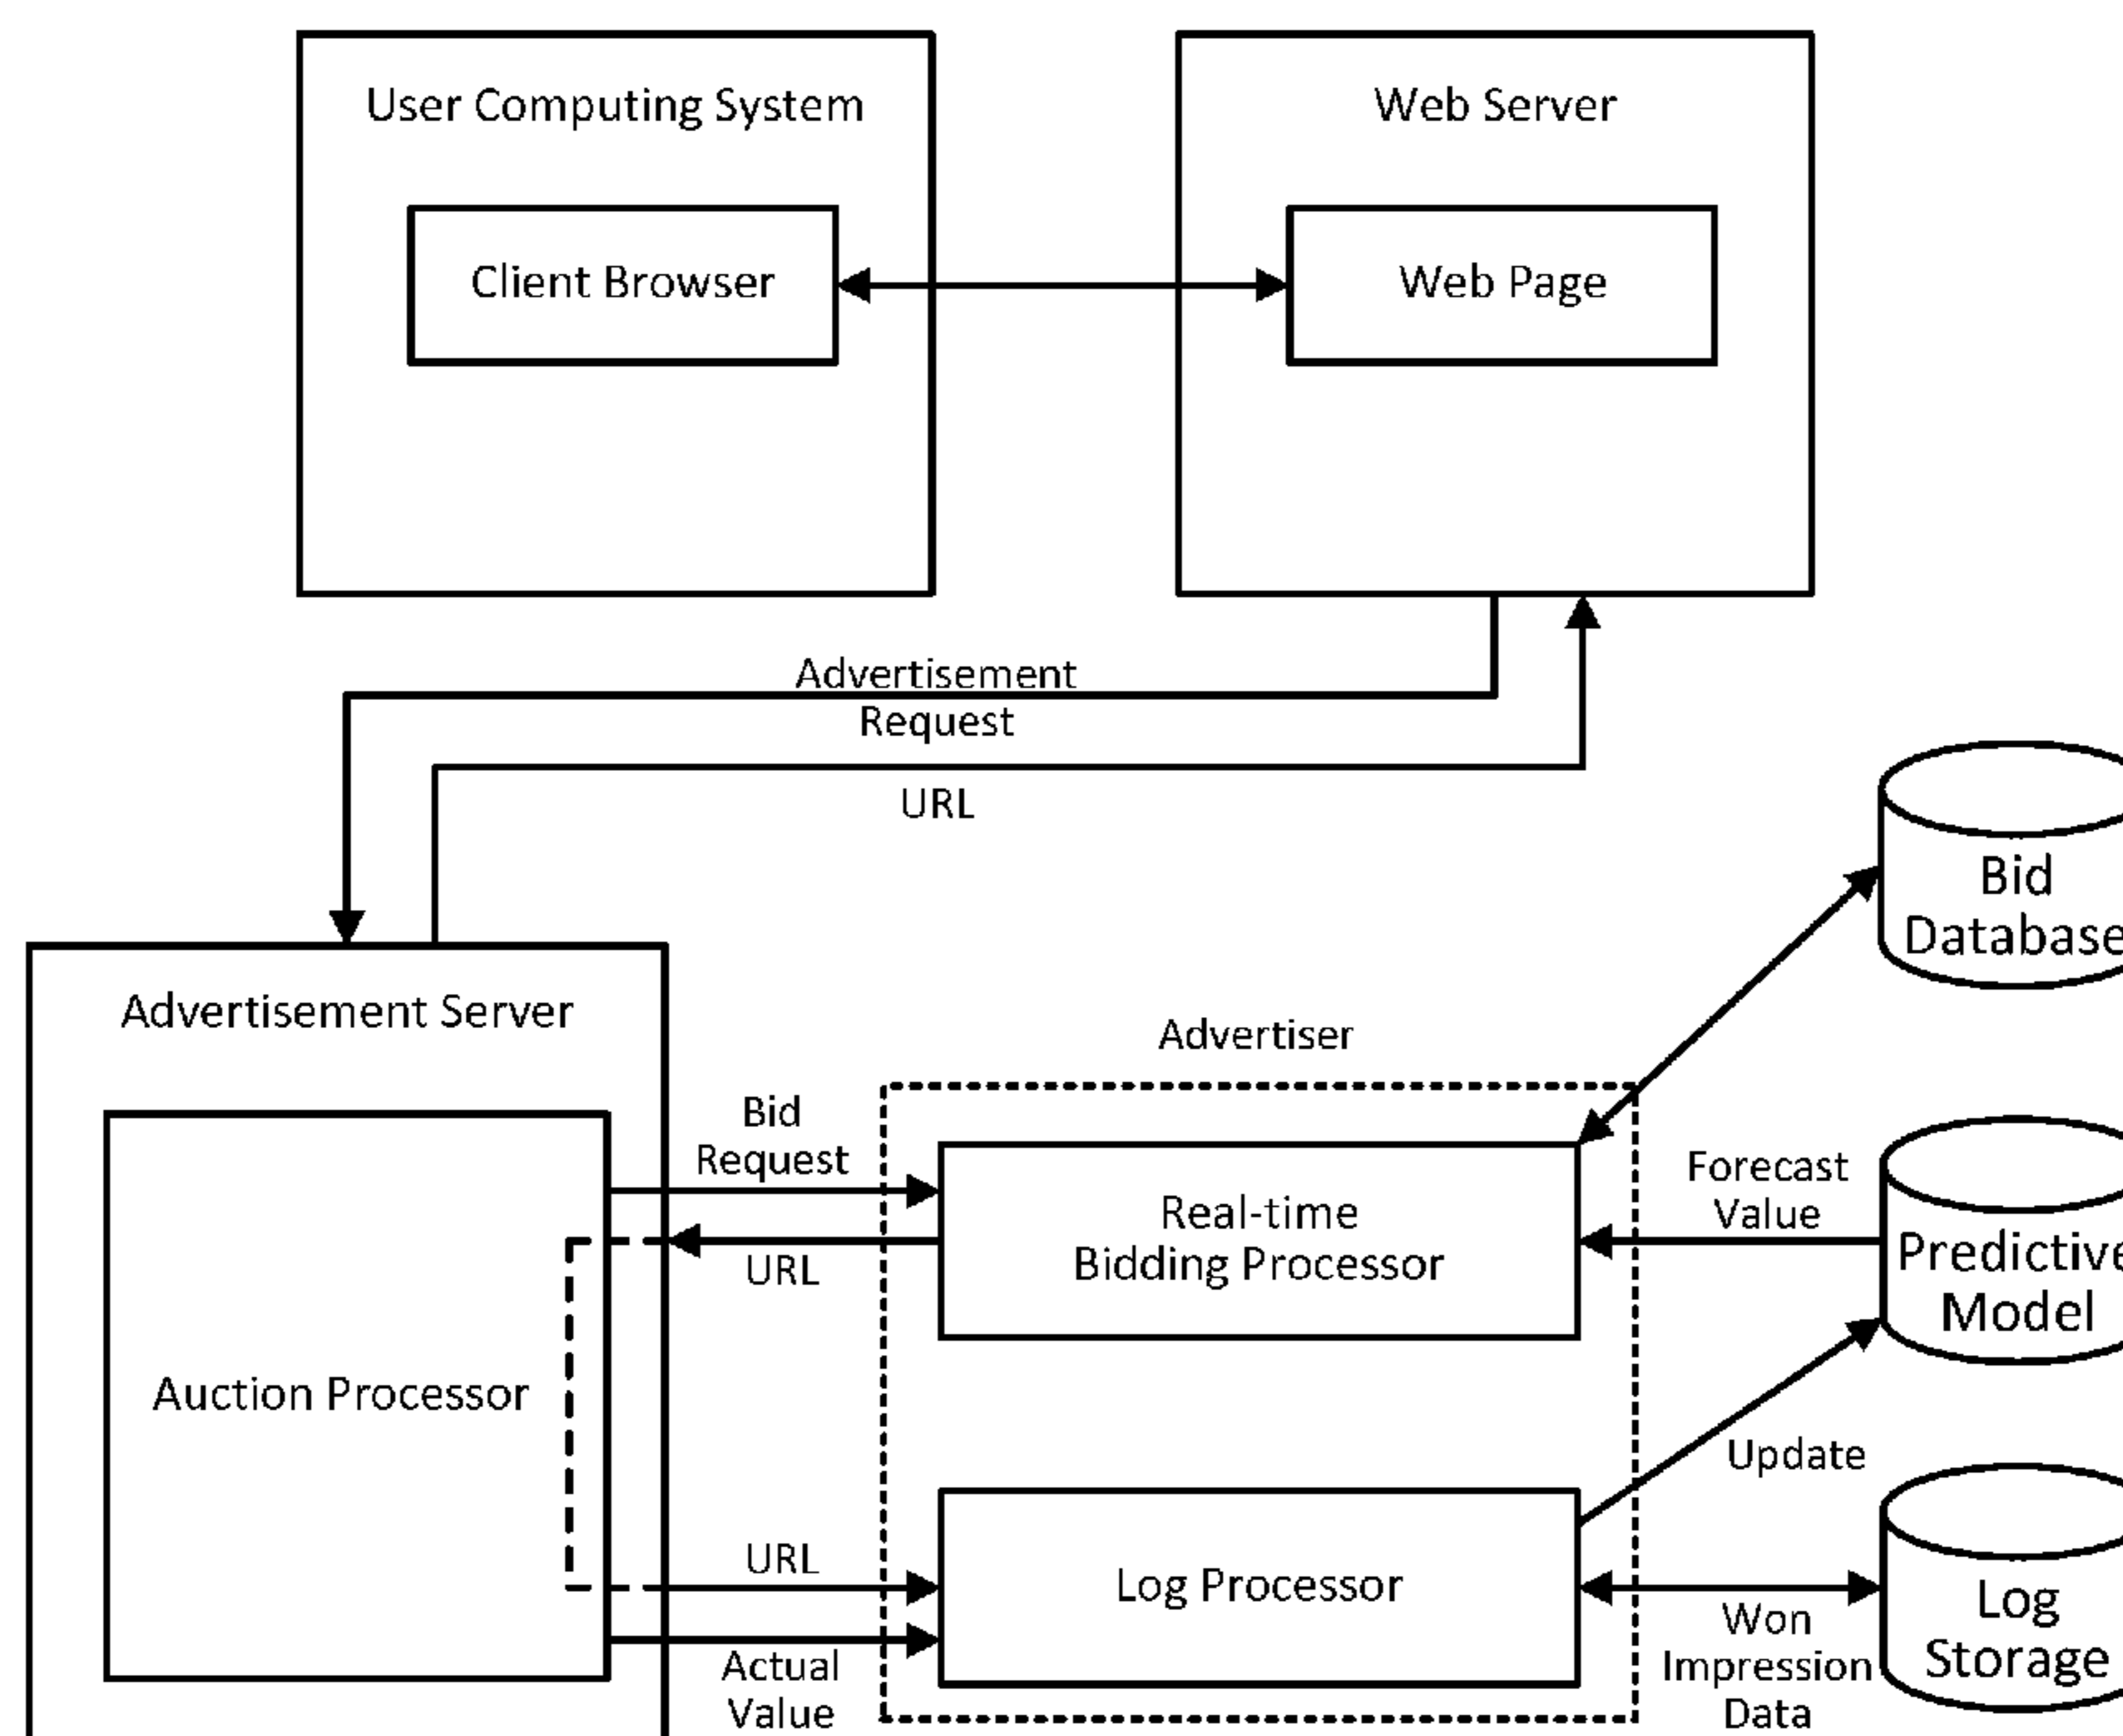 User Computing System
Web Server
Client Browser
Web Page
Advertisement
Request
URL
Bid
Database
Advertisement Server
Advertiser
Bid
Request
Real-time
Bidding Processor
Forecast
Value
URL
Predictive
Model
Auction Processor
Update
URL
Log Processor
Log
Storage
Won
Impression
Data
Actual
Value